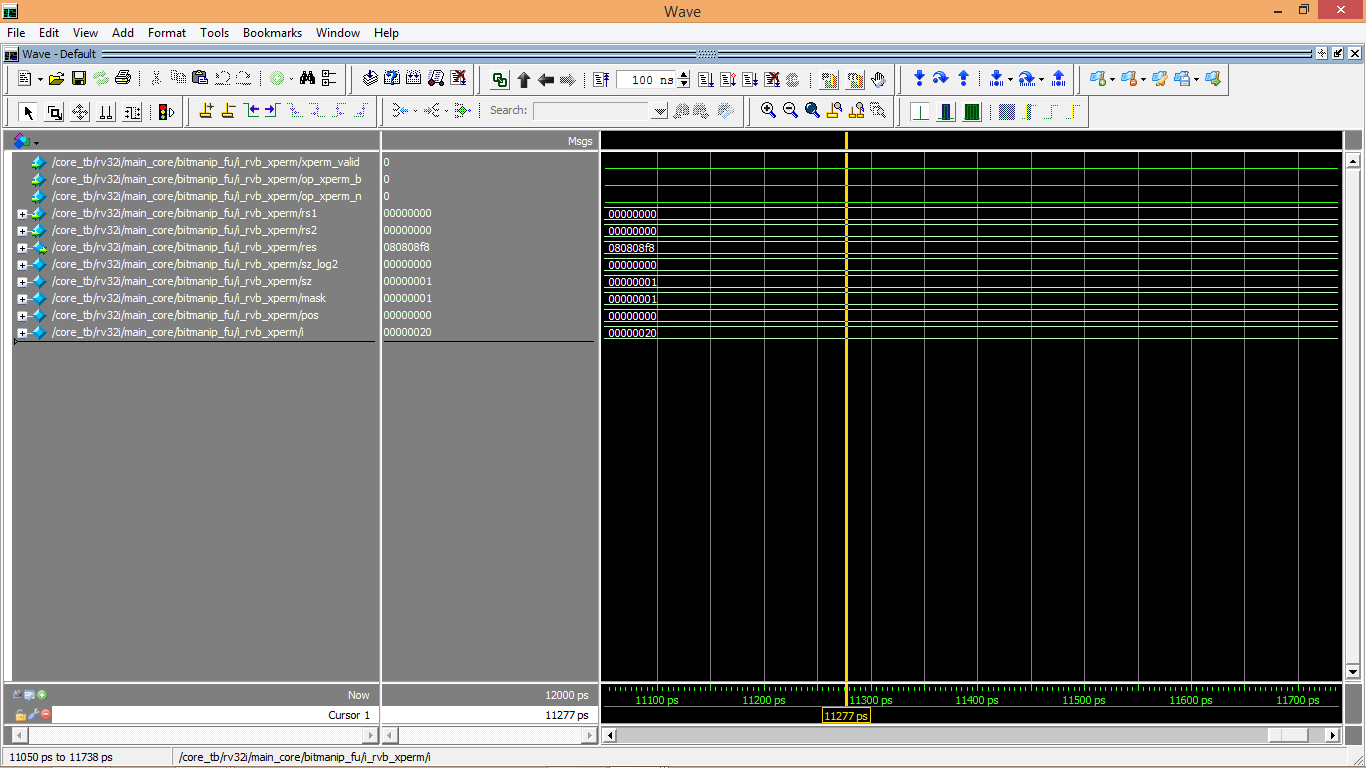 Wave
File Edit View Add Format Tools Bookmarks Window Help
Wave - Default
100 ns
Search:
Msgs
/core_tb/rv32i/main_core/bitmanip_fu/i_rvb_xperm/xperm_valid 0
/core_tb/rv32i/main_core/bitmanip_fu/i_rvb_xperm/op_xperm_b 0
/core_tb/rv32i/main_core/bitmanip_fu/i_rvb_xperm/op_xperm_n 0
/core_tb/rv32i/main_core/bitmanip_fu/i_rvb_xperm/rs1 00000000 00000000
/core_tb/rv32i/main_core/bitmanip_fu/i_rvb_xperm/rs2 00000000 00000000
/core_tb/rv32i/main_core/bitmanip_fu/i_rvb_xperm/res 080808f8 080808f8
/core_tb/rv32i/main_core/bitmanip_fu/i_rvb_xperm/sz_log2 00000000 00000000
/core_tb/rv32i/main_core/bitmanip_fu/i_rvb_xperm/sz 00000001 00000001
/core_tb/rv32i/main_core/bitmanip_fu/i_rvb_xperm/mask 00000001 00000001
/core_tb/rv32i/main_core/bitmanip_fu/i_rvb_xperm/pos 00000000 00000000
/core_tb/rv32i/main_core/bitmanip_fu/i_rvb_xperm/i 00000020 00000020
Now 12000 ps 11100 ps 11200 ps 11300 ps 11400 ps 11500 ps 11600 ps 11700 ps
Cursor 1 11277 ps 11277 ps
11050 ps to 11738 ps /core_tb/rv32i/main_core/bitmanip_fu/i_rvb_xperm/i